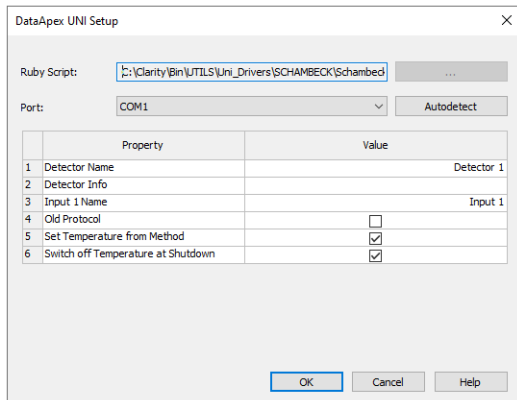 DataApex UNI Setup
Ruby Script: C:\Clarity\Bin\UTILS\Uni_Drivers\SCHAMBECK\Schambeck ...
Port: COM1 Autodetect
Property Value
1 Detector Name Detector 1
2 Detector Info
3 Input 1 Name Input 1
4 Old Protocol
5 Set Temperature from Method
6 Switch off Temperature at Shutdown
OK Cancel Help